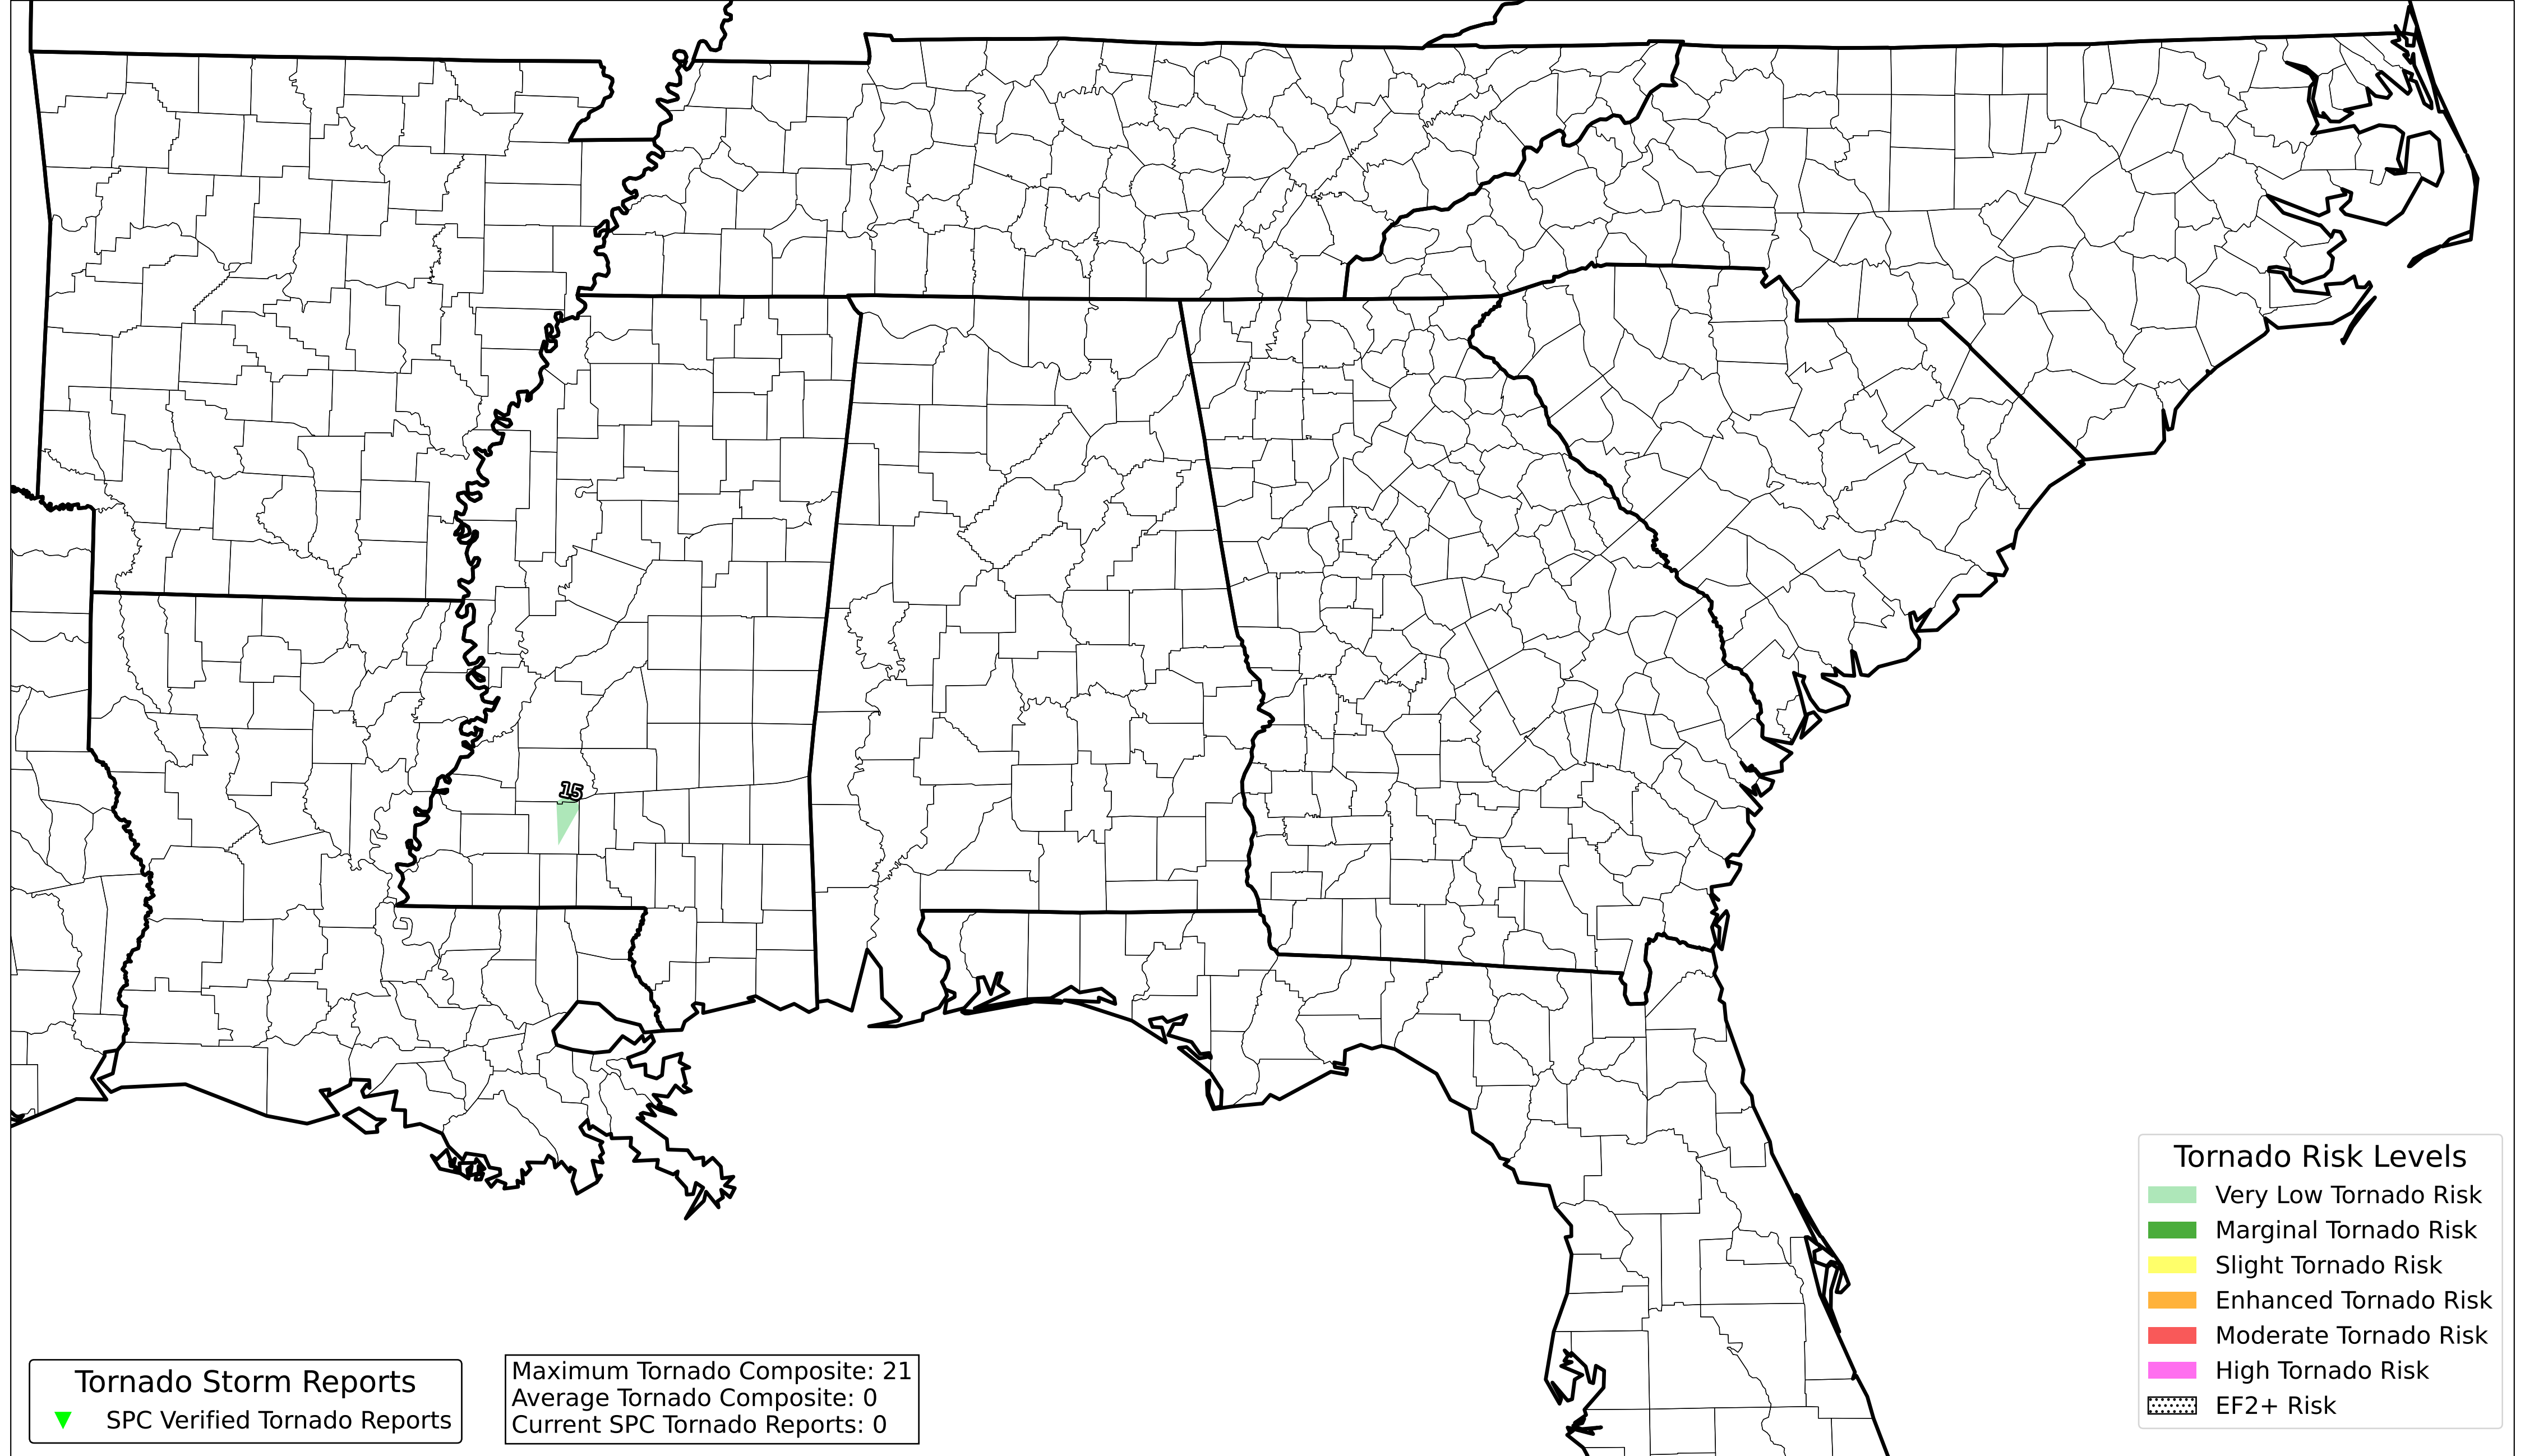 15
Tornado Storm Reports
SPC Verified Tornado Reports
Maximum Tornado Composite: 21
Average Tornado Composite: 0
Current SPC Tornado Reports: 0
Tornado Risk Levels
Very Low Tornado Risk
Marginal Tornado Risk
Slight Tornado Risk
Enhanced Tornado Risk
Moderate Tornado Risk
High Tornado Risk
EF2+ Risk